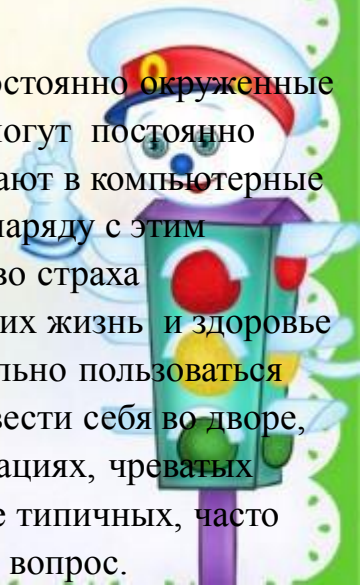 остоянно окруженные
могут постоянно
ают в компьютерные
наряду с этим
во страха
их жизнь и здоровье
льно пользоваться
вести себя во дворе,
ациях, чреватых
е типичных, часто
вопрос.